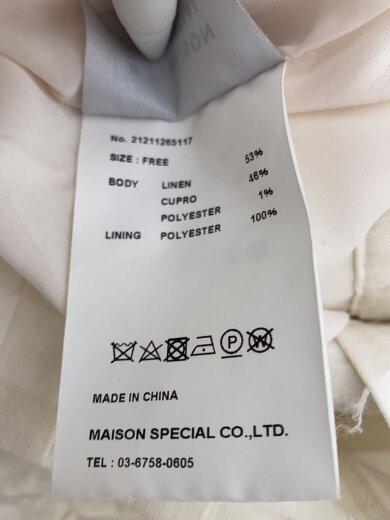 No. 21211265117
SIZE : FREE
BODY LINEN 53%
CUPRO 46%
POLYESTER 1%
LINING POLYESTER 100%
P W
MADE IN CHINA
MAISON SPECIAL CO.,LTD.
TEL : 03-6758-0605